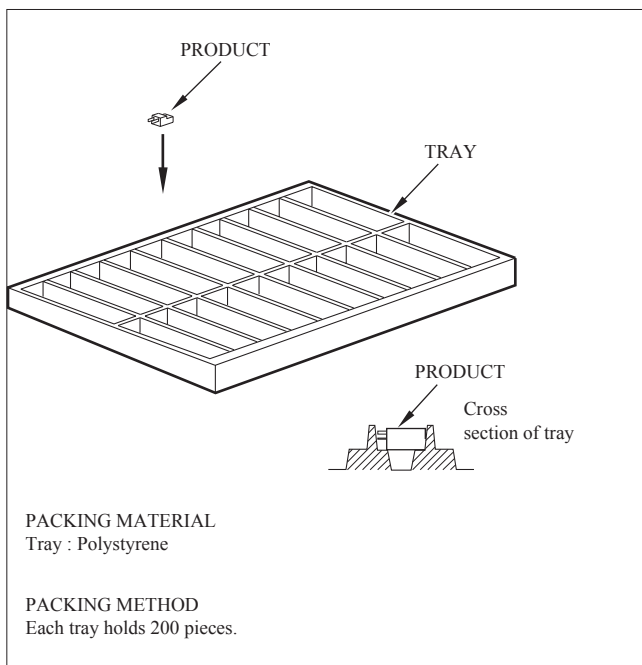 PRODUCT
TRAY
PRODUCT
Cross
section of tray
PACKING MATERIAL
Tray : Polystyrene
PACKING METHOD
Each tray holds 200 pieces.